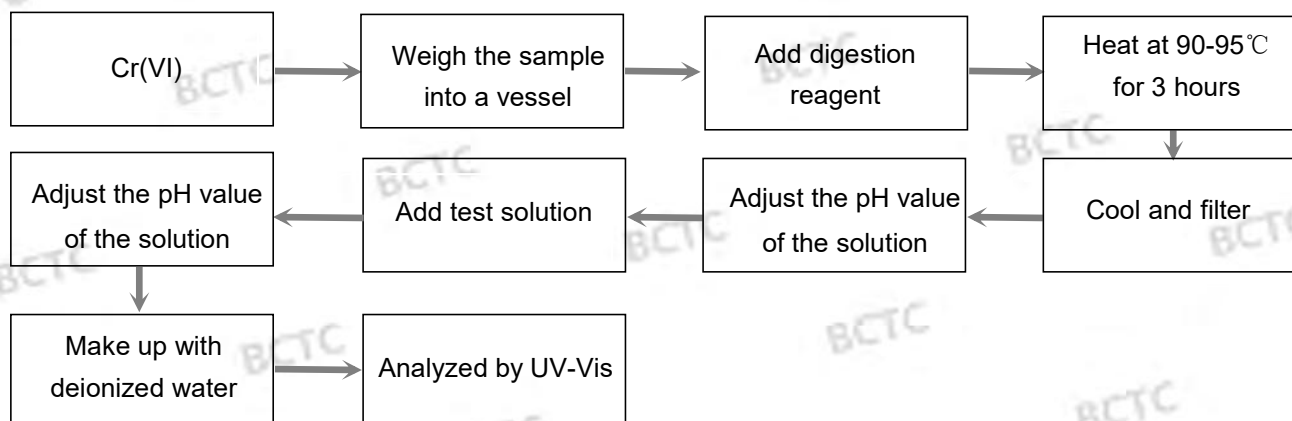 Cr(VI)
Weigh the sample
into a vessel
Add digestion
reagent
Heat at 90-95℃
for 3 hours
Cool and filter
Adjust the pH value
of the solution
Add test solution
Adjust the pH value
of the solution
Make up with
deionized water
Analyzed by UV-Vis
BCTC
BCTC
BCTC
BCTC
BCTC
BCTC
BCTC
BCTC
BCTC
BCTC